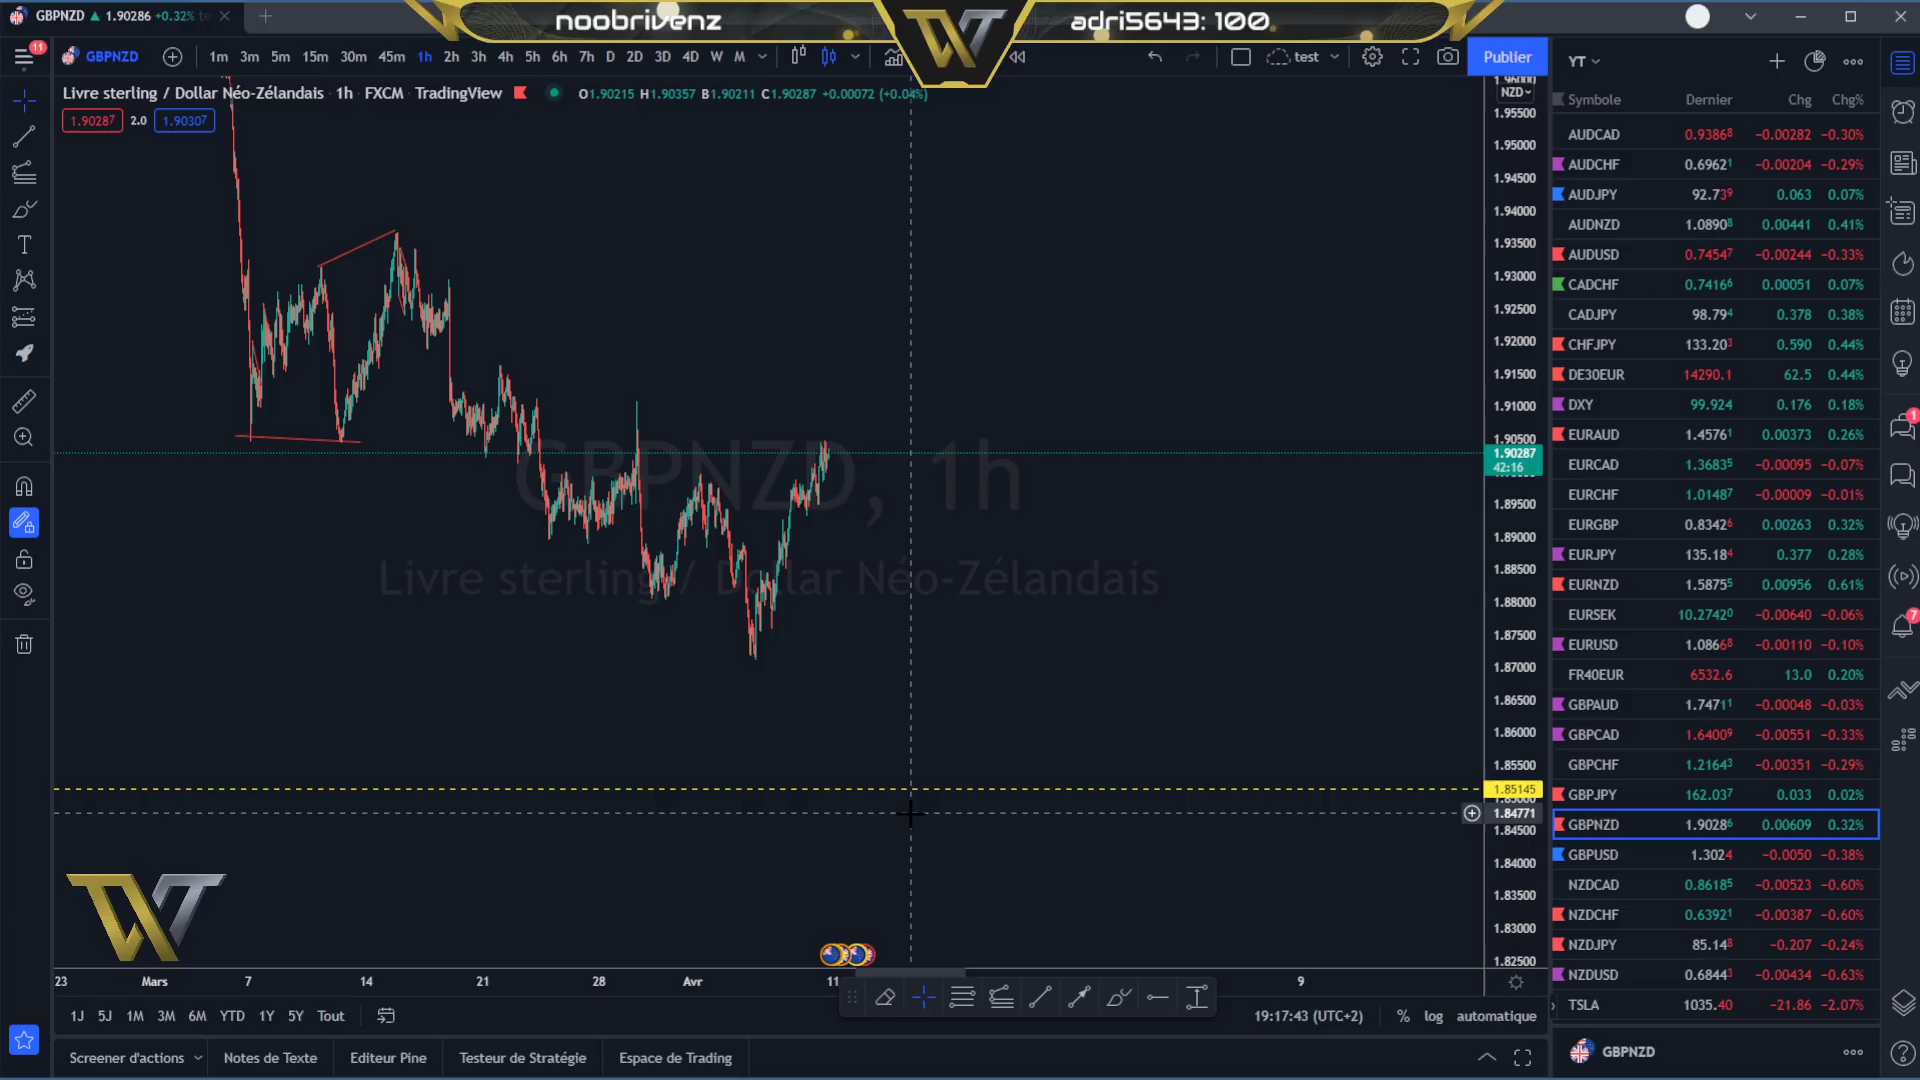 GBPNZD ▲ 1.90286 +0.32%
noobrivenz
adri5643: 100
11
GBPNZD
1m 3m 5m 15m 30m 45m 1h 2h 3h 4h 5h 6h 7h D 2D 3D 4D W M
test
Publier
YT
Livre sterling / Dollar Néo-Zélandais · 1h · FXCM · TradingView
O1.90215 H1.90357 B1.90211 C1.90287 +0.00072 (+0.04%)
1.90287 2.0 1.90307
NZD
1.95500
1.95000
1.94500
1.94000
1.93500
1.93000
1.92500
1.92000
1.91500
1.91000
1.90500
1.90287
42:16
1.89500
1.89000
1.88500
1.88000
1.87500
1.87000
1.86500
1.86000
1.85500
1.85145
1.84771
1.84500
1.84000
1.83500
1.83000
1.82500
GBPNZD, 1h
Livre sterling / Dollar Néo-Zélandais
Symbole Dernier Chg Chg%
AUDCAD 0.93868 −0.00282 −0.30%
AUDCHF 0.69621 −0.00204 −0.29%
AUDJPY 92.739 0.063 0.07%
AUDNZD 1.08908 0.00441 0.41%
AUDUSD 0.74547 −0.00244 −0.33%
CADCHF 0.74166 0.00051 0.07%
CADJPY 98.794 0.378 0.38%
CHFJPY 133.203 0.590 0.44%
DE30EUR 14290.1 62.5 0.44%
DXY 99.924 0.176 0.18%
EURAUD 1.45761 0.00373 0.26%
EURCAD 1.36835 −0.00095 −0.07%
EURCHF 1.01487 −0.00009 −0.01%
EURGBP 0.83426 0.00263 0.32%
EURJPY 135.184 0.377 0.28%
EURNZD 1.58755 0.00956 0.61%
EURSEK 10.27420 −0.00640 −0.06%
EURUSD 1.08668 −0.00110 −0.10%
FR40EUR 6532.6 13.0 0.20%
GBPAUD 1.74711 −0.00048 −0.03%
GBPCAD 1.64009 −0.00551 −0.33%
GBPCHF 1.21643 −0.00351 −0.29%
GBPJPY 162.037 0.033 0.02%
GBPNZD 1.90286 0.00609 0.32%
GBPUSD 1.3024 −0.0050 −0.38%
NZDCAD 0.86185 −0.00523 −0.60%
NZDCHF 0.63921 −0.00387 −0.60%
NZDJPY 85.148 −0.207 −0.24%
NZDUSD 0.68443 −0.00434 −0.63%
TSLA 1035.40 −21.86 −2.07%
1
7
23 Mars 7 14 21 28 Avr 11 9
1J 5J 1M 3M 6M YTD 1Y 5Y Tout
19:17:43 (UTC+2) % log automatique
Screener d'actions Notes de Texte Editeur Pine Testeur de Stratégie Espace de Trading
GBPNZD